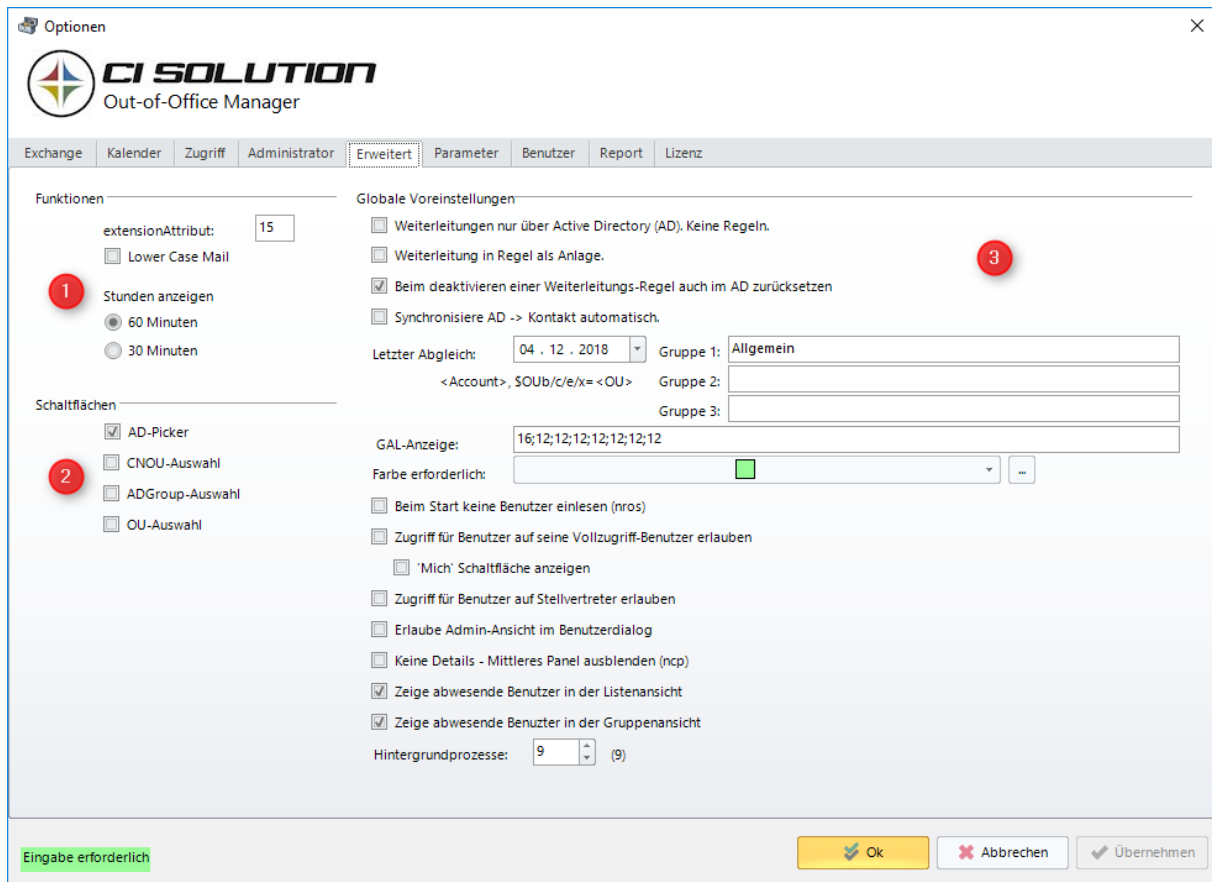 Optionen
CI SOLUTION
Out-of-Office Manager
Exchange Kalender Zugriff Administrator Erweitert Parameter Benutzer Report Lizenz
Funktionen
extensionAttribut: 15
Lower Case Mail
1
Stunden anzeigen
60 Minuten
30 Minuten
Schaltflächen
AD-Picker
CNOU-Auswahl
2
ADGroup-Auswahl
OU-Auswahl
Globale Voreinstellungen
Weiterleitungen nur über Active Directory (AD). Keine Regeln.
Weiterleitung in Regel als Anlage.
3
Beim deaktivieren einer Weiterleitungs-Regel auch im AD zurücksetzen
Synchronisiere AD -> Kontakt automatisch.
Letzter Abgleich: 04 . 12 . 2018 Gruppe 1: Allgemein
<Account>, $OUb/c/e/x=<OU> Gruppe 2:
Gruppe 3:
GAL-Anzeige: 16;12;12;12;12;12;12;12
Farbe erforderlich: ...
Beim Start keine Benutzer einlesen (nros)
Zugriff für Benutzer auf seine Vollzugriff-Benutzer erlauben
'Mich' Schaltfläche anzeigen
Zugriff für Benutzer auf Stellvertreter erlauben
Erlaube Admin-Ansicht im Benutzerdialog
Keine Details - Mittleres Panel ausblenden (ncp)
Zeige abwesende Benutzer in der Listenansicht
Zeige abwesende Benuzter in der Gruppenansicht
Hintergrundprozesse: 9 (9)
Eingabe erforderlich
Ok Abbrechen Übernehmen